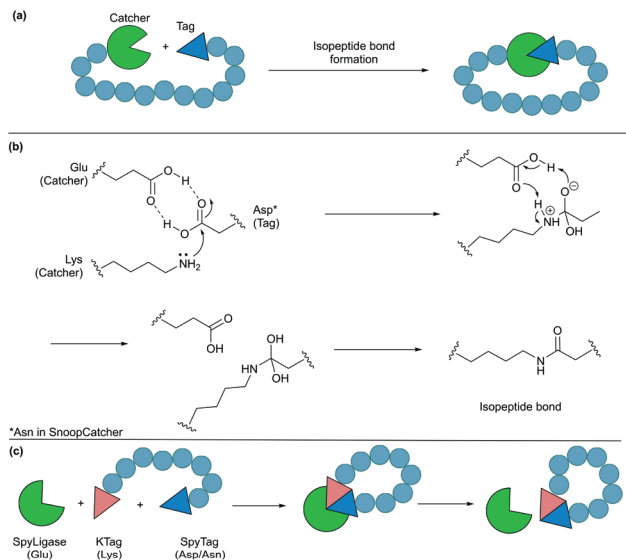 (a)
Catcher
Tag
+
Isopeptide bond
formation
(b)
Glu
(Catcher)
O
H
O
O
H
O
Asp*
(Tag)
Lys
(Catcher)
NH2
O
H
O
O⊖
H
⊕
NH
OH
O
OH
OH
H
N
OH
O
N
H
Isopeptide bond
*Asn in SnoopCatcher
(c)
+
+
SpyLigase
(Glu)
KTag
(Lys)
SpyTag
(Asp/Asn)